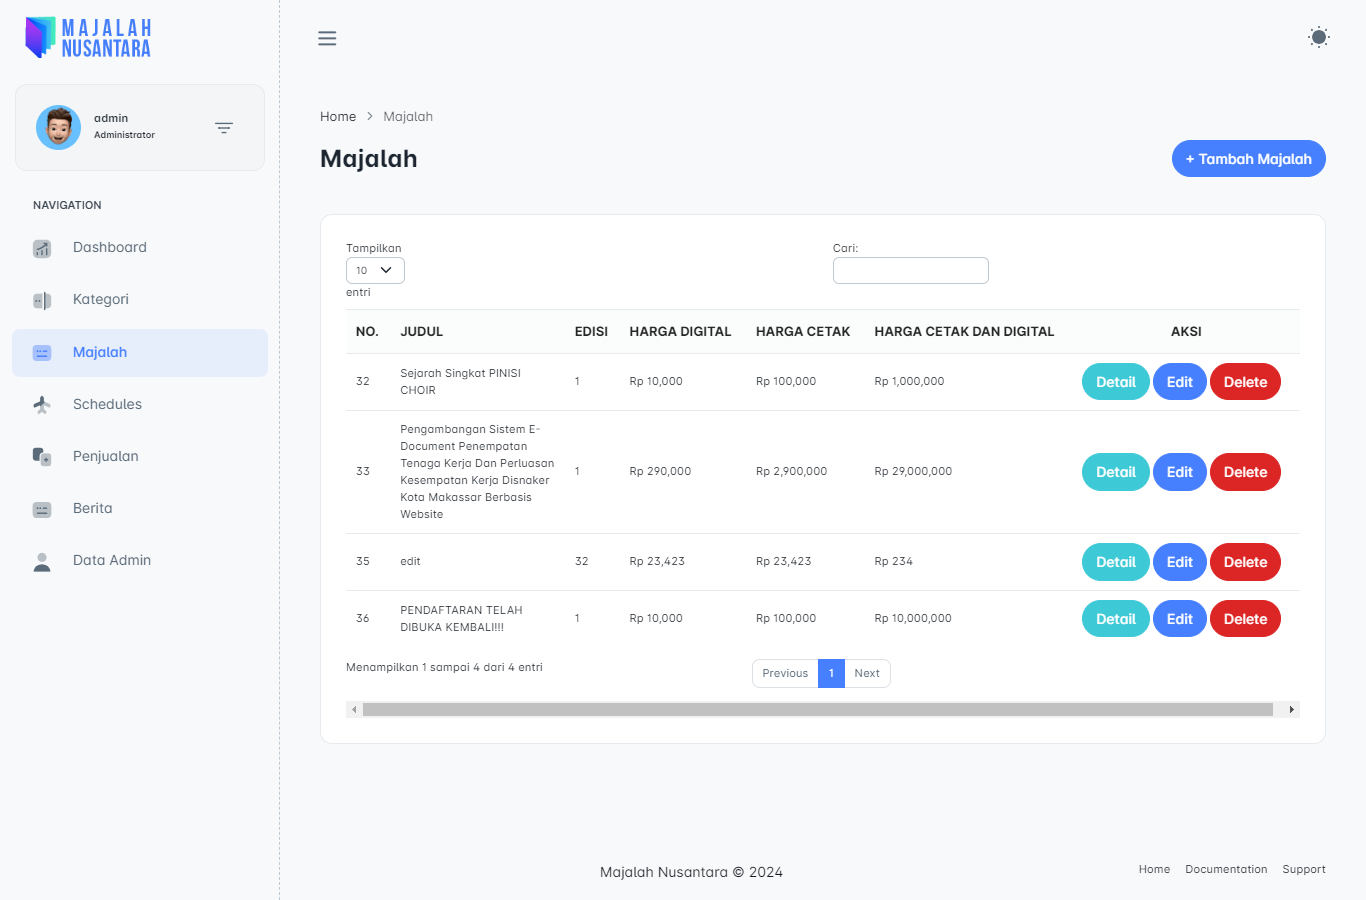 MAJALAH
NUSANTARA
admin
Administrator
NAVIGATION
Dashboard
Kategori
Majalah
Schedules
Penjualan
Berita
Data Admin
Home > Majalah
Majalah
+ Tambah Majalah
Tampilkan
10
entri
Cari:
NO. JUDUL EDISI HARGA DIGITAL HARGA CETAK HARGA CETAK DAN DIGITAL AKSI
32 Sejarah Singkat PINISI
CHOIR 1 Rp 10,000 Rp 100,000 Rp 1,000,000 Detail Edit Delete
33 Pengambangan Sistem E-
Document Penempatan
Tenaga Kerja Dan Perluasan
Kesempatan Kerja Disnaker
Kota Makassar Berbasis
Website 1 Rp 290,000 Rp 2,900,000 Rp 29,000,000 Detail Edit Delete
35 edit 32 Rp 23,423 Rp 23,423 Rp 234 Detail Edit Delete
36 PENDAFTARAN TELAH
DIBUKA KEMBALI!!! 1 Rp 10,000 Rp 100,000 Rp 10,000,000 Detail Edit Delete
Menampilkan 1 sampai 4 dari 4 entri
Previous 1 Next
Majalah Nusantara © 2024
Home Documentation Support